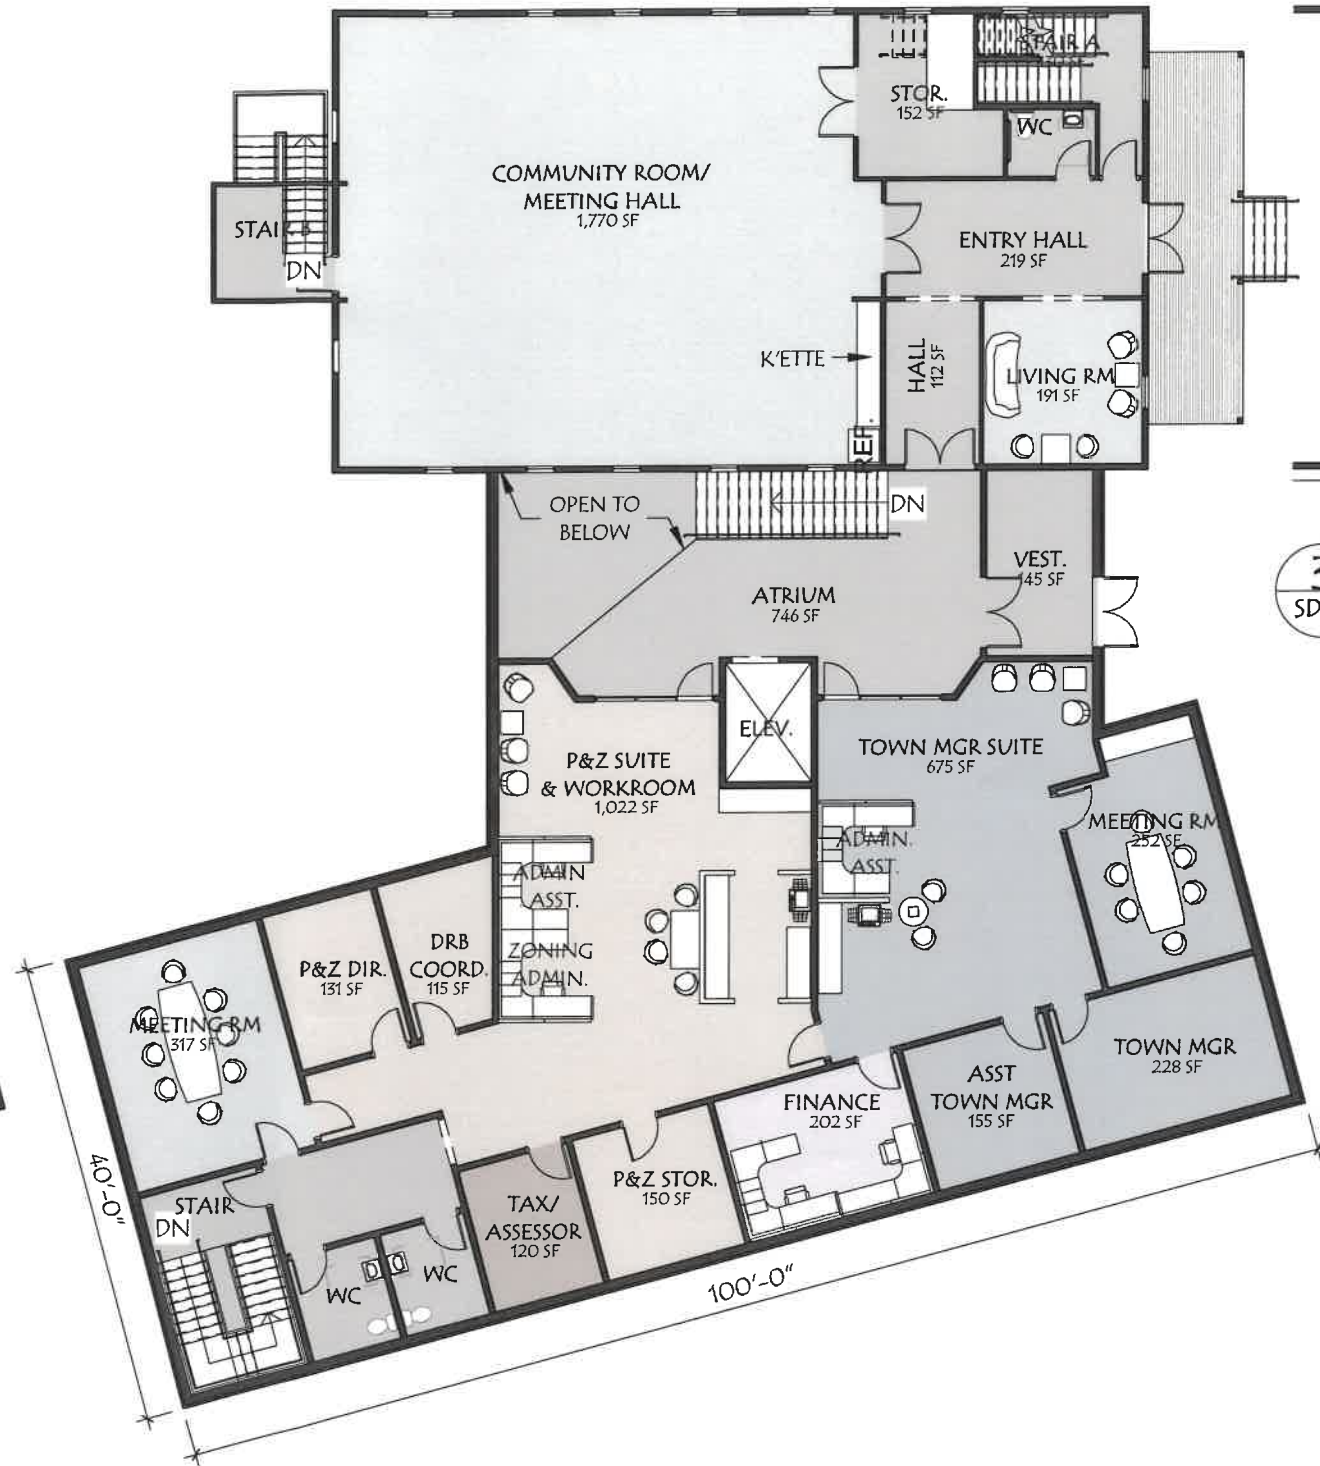 STAIR A
STOR.
152 SF
WC
COMMUNITY ROOM/
MEETING HALL
1,770 SF
STAIR B
DN
ENTRY HALL
219 SF
K'ETTE
HALL
112 SF
LIVING RM
191 SF
REF.
OPEN TO
BELOW
DN
VEST.
145 SF
ATRIUM
746 SF
SD
ELEV.
P&Z SUITE
& WORKROOM
1,022 SF
TOWN MGR SUITE
675 SF
MEETING RM
252 SF
ADMIN.
ASST.
ADMIN
ASST.
ZONING
ADMIN.
DRB
COORD.
115 SF
P&Z DIR.
131 SF
MEETING RM
317 SF
TOWN MGR
228 SF
ASST
TOWN MGR
155 SF
FINANCE
202 SF
P&Z STOR.
150 SF
TAX/
ASSESSOR
120 SF
STAIR
DN
WC
WC
40'-0"
100'-0"